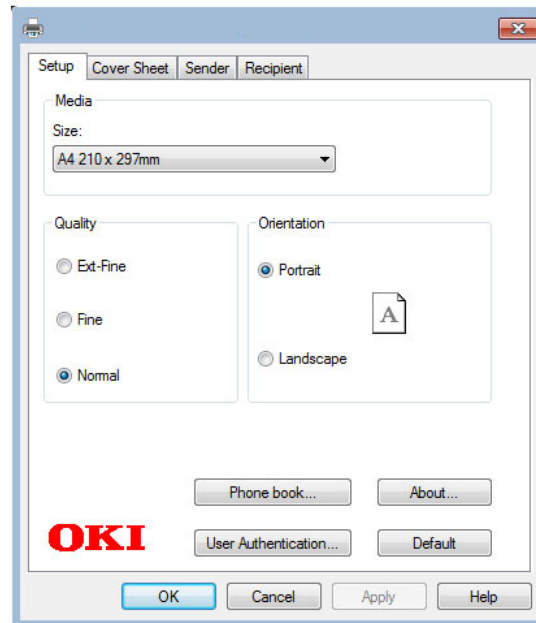 Setup Cover Sheet Sender Recipient
Media
Size:
A4 210 x 297mm
Quality
Orientation
Ext-Fine
Portrait
A
Fine
Landscape
Normal
Phone book... About...
OKI
User Authentication... Default
OK Cancel Apply Help